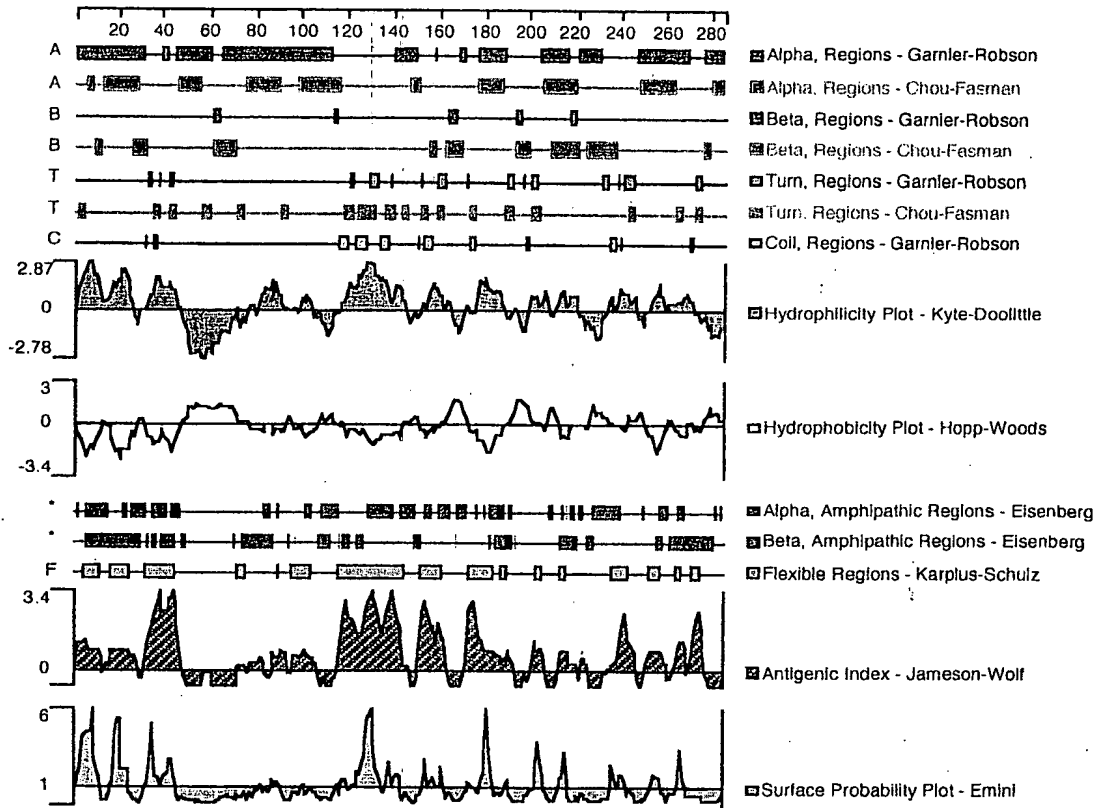 20 40 60 80 100 120 140 160 180 200 220 240 260 280
A Alpha, Regions - Garnier-Robson
A Alpha, Regions - Chou-Fasman
B Beta, Regions - Garnier-Robson
B Beta, Regions - Chou-Fasman
T Turn, Regions - Garnier-Robson
T Turn, Regions - Chou-Fasman
C Coil, Regions - Garnier-Robson
2.87
0 Hydrophilicity Plot - Kyte-Doolittle
-2.78
3
0 Hydrophobicity Plot - Hopp-Woods
-3.4
* Alpha, Amphipathic Regions - Eisenberg
* Beta, Amphipathic Regions - Eisenberg
F Flexible Regions - Karplus-Schulz
3.4
0 Antigenic Index - Jameson-Wolf
6
1 Surface Probability Plot - Emini